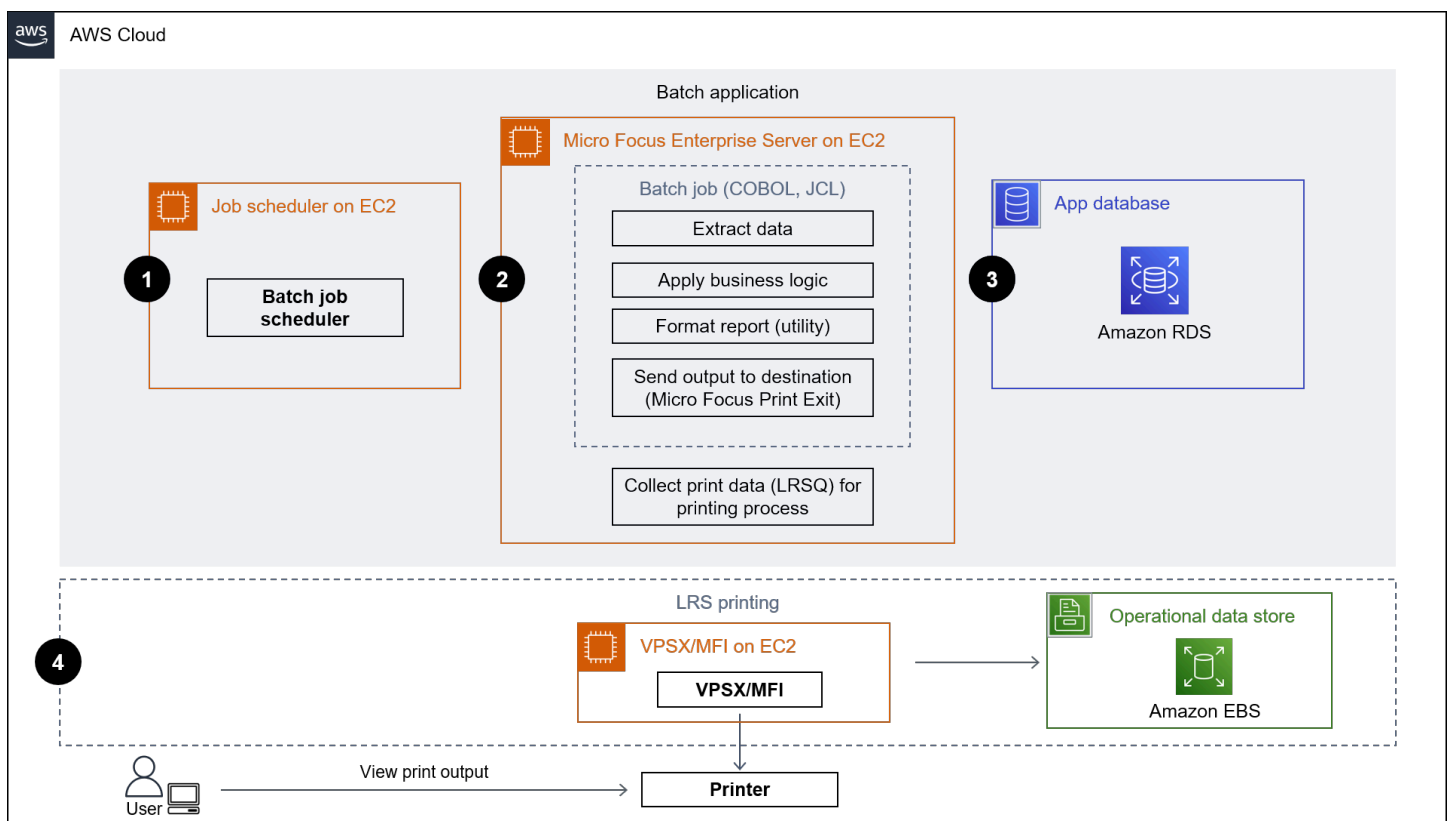 aws
AWS Cloud
Batch application
Micro Focus Enterprise Server on EC2
Batch job (COBOL, JCL)
Extract data
Apply business logic
Format report (utility)
Send output to destination
(Micro Focus Print Exit)
Collect print data (LRSQ) for
printing process
Job scheduler on EC2
1
Batch job
scheduler
2
App database
3
Amazon RDS
LRS printing
4
VPSX/MFI on EC2
VPSX/MFI
Operational data store
Amazon EBS
User
View print output
Printer